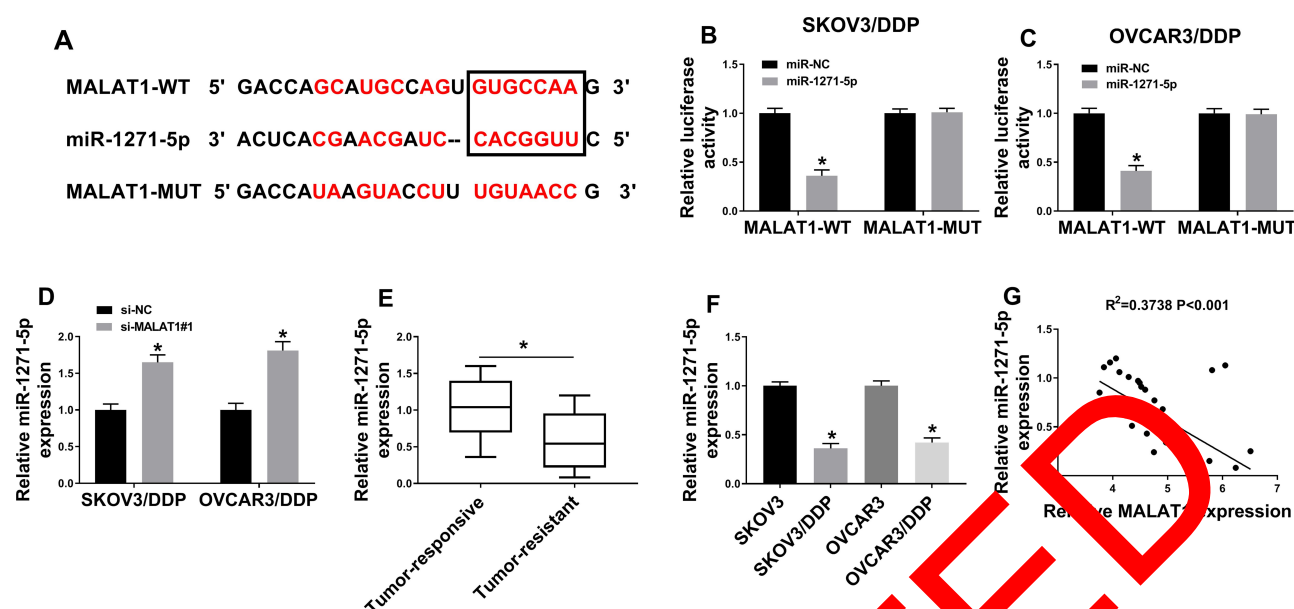 A
MALAT1-WT 5' GACCAGCAUGCCAGU GUGCCAA G 3'
miR-1271-5p 3' ACUCACGAACGAUC-- CACGGUU C 5'
MALAT1-MUT 5' GACCAUAAGUACCUU UGUAACC G 3'
B
SKOV3/DDP
miR-NC
miR-1271-5p
Relative luciferase
activity
1.5
1.0
0.5
0.0
*
MALAT1-WT MALAT1-MUT
C
OVCAR3/DDP
miR-NC
miR-1271-5p
Relative luciferase
activity
1.5
1.0
0.5
0.0
*
MALAT1-WT MALAT1-MUT
D
si-NC
si-MALAT1#1
Relative miR-1271-5p
expression
2.0
1.5
1.0
0.5
0.0
* *
SKOV3/DDP OVCAR3/DDP
E
Relative miR-1271-5p
expression
2.0
1.5
1.0
0.5
0.0
*
Tumor-responsive
Tumor-resistant
F
Relative miR-1271-5p
expression
1.5
1.0
0.5
0.0
* *
SKOV3
SKOV3/DDP
OVCAR3
OVCAR3/DDP
G
R2=0.3738 P<0.001
Relative miR-1271-5p
expression
1.5
1.0
0.5
4 5 6 7
Relative MALAT1 expression